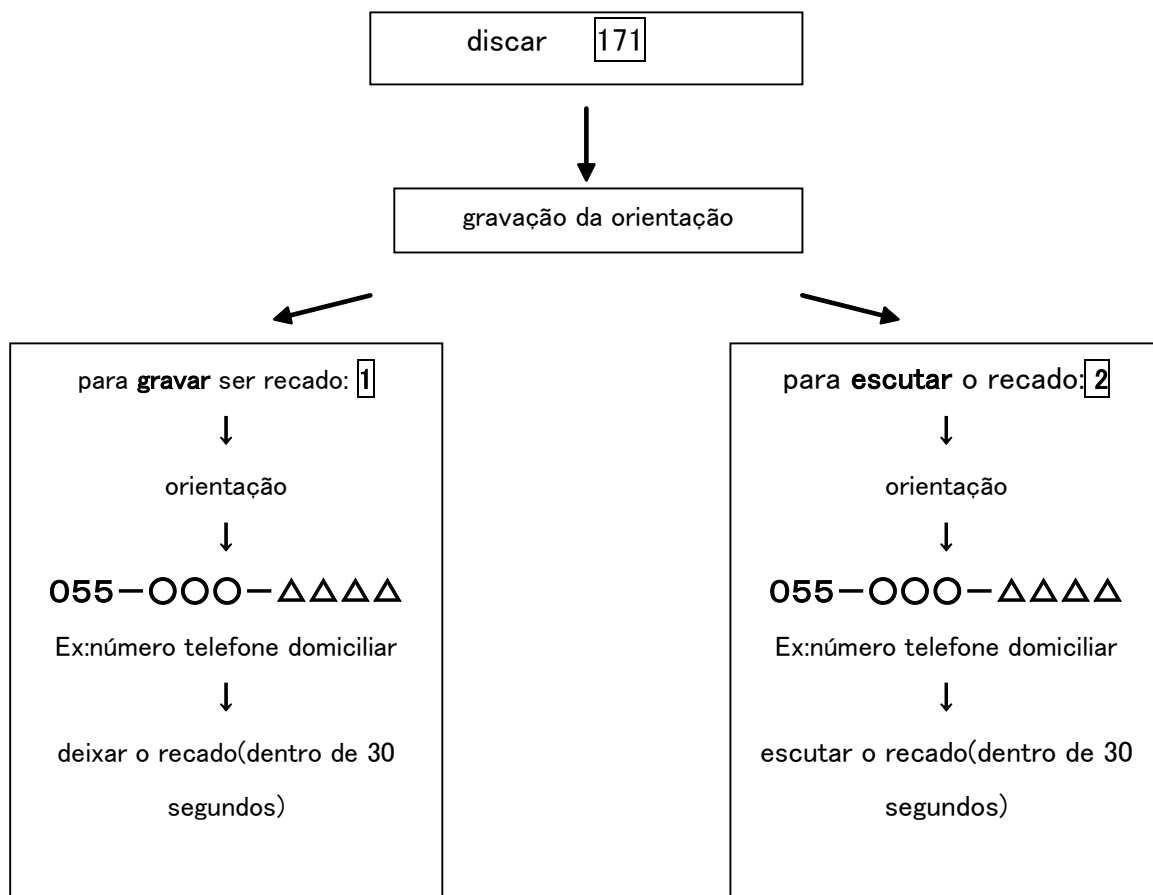 discar 171
gravação da orientação
para gravar ser recado: 1
↓
orientação
↓
055－○○○－△△△△
Ex:número telefone domiciliar
↓
deixar o recado(dentro de 30
segundos)
para escutar o recado: 2
↓
orientação
↓
055－○○○－△△△△
Ex:número telefone domiciliar
↓
escutar o recado(dentro de 30
segundos)